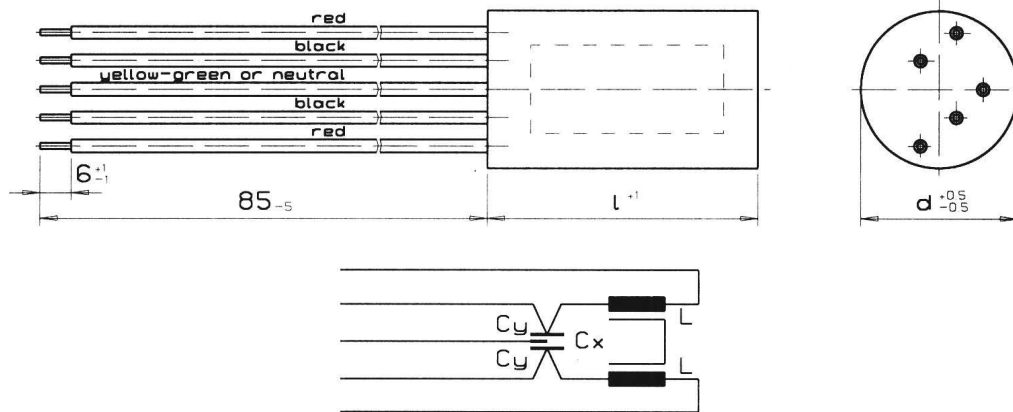 red
black
yellow-green or neutral
black
red
6 +1 -1
85 -5
l +1
d +0.5 -0.5
Cy
Cx
Cy
L
L